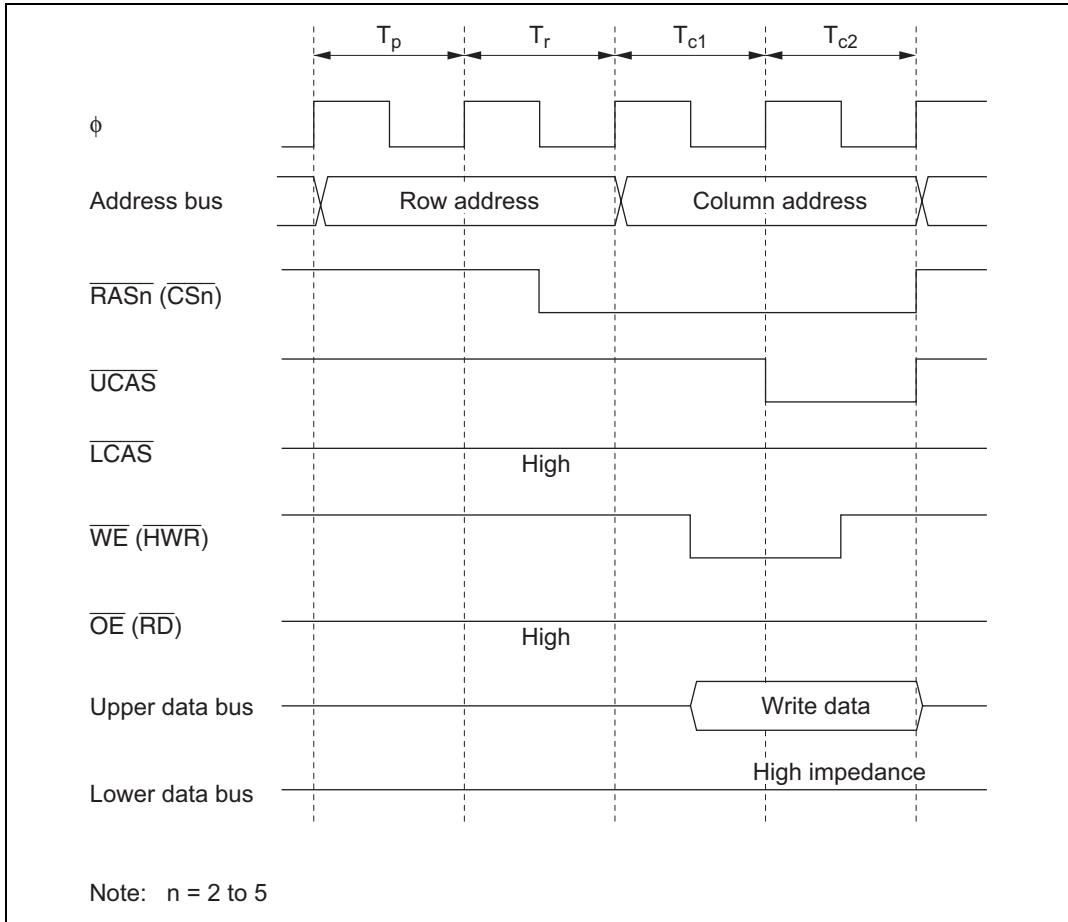 Tp Tr Tc1 Tc2
ϕ
Address bus Row address Column address
RASn (CSn)
UCAS
LCAS High
WE (HWR)
OE (RD) High
Upper data bus Write data
High impedance
Lower data bus
Note: n = 2 to 5